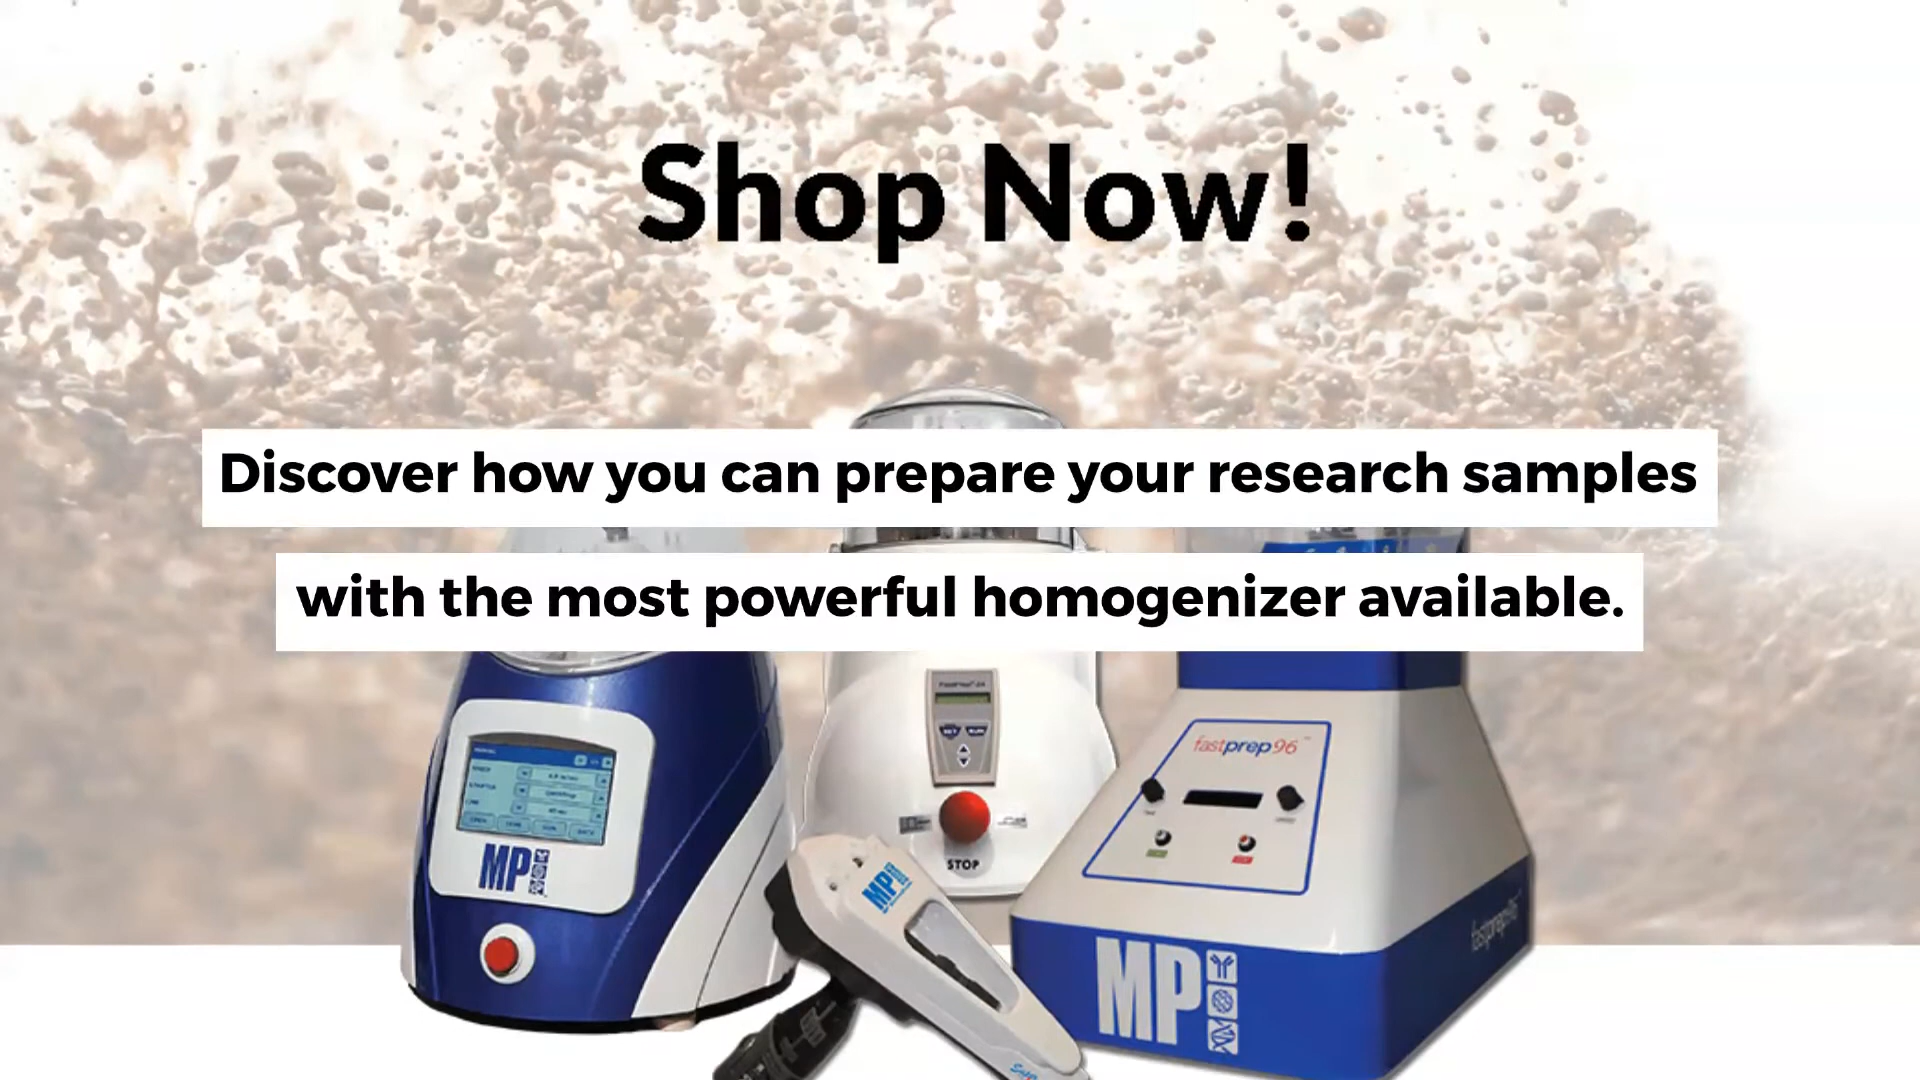 Shop Now!
Discover how you can prepare your research samples
with the most powerful homogenizer available.
fastprep96™
STOP
MP
MP
MP
fastprep96